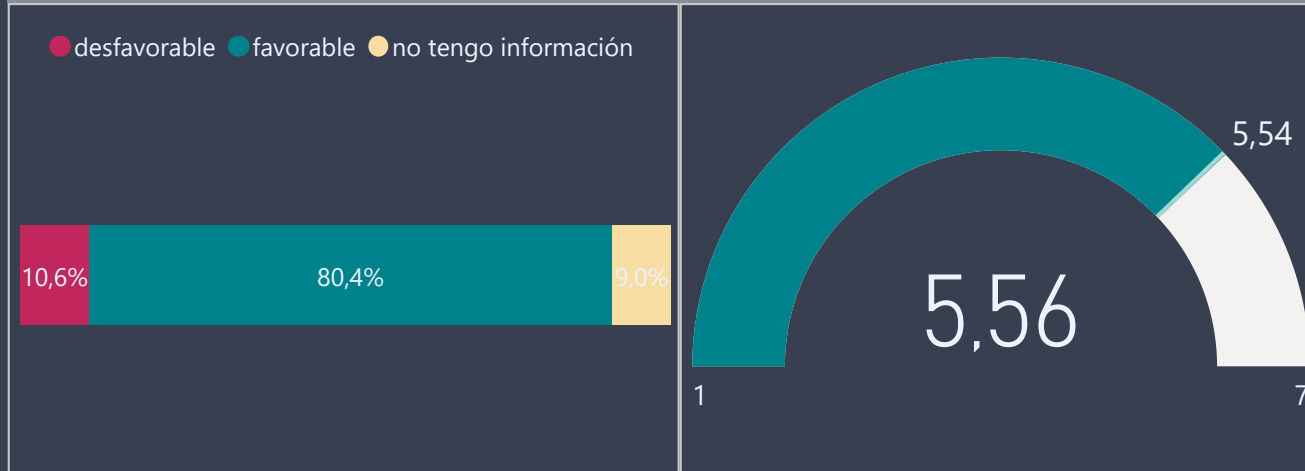 desfavorable favorable no tengo información
10,6% 80,4% 9,0%
5,54
5,56
1 7